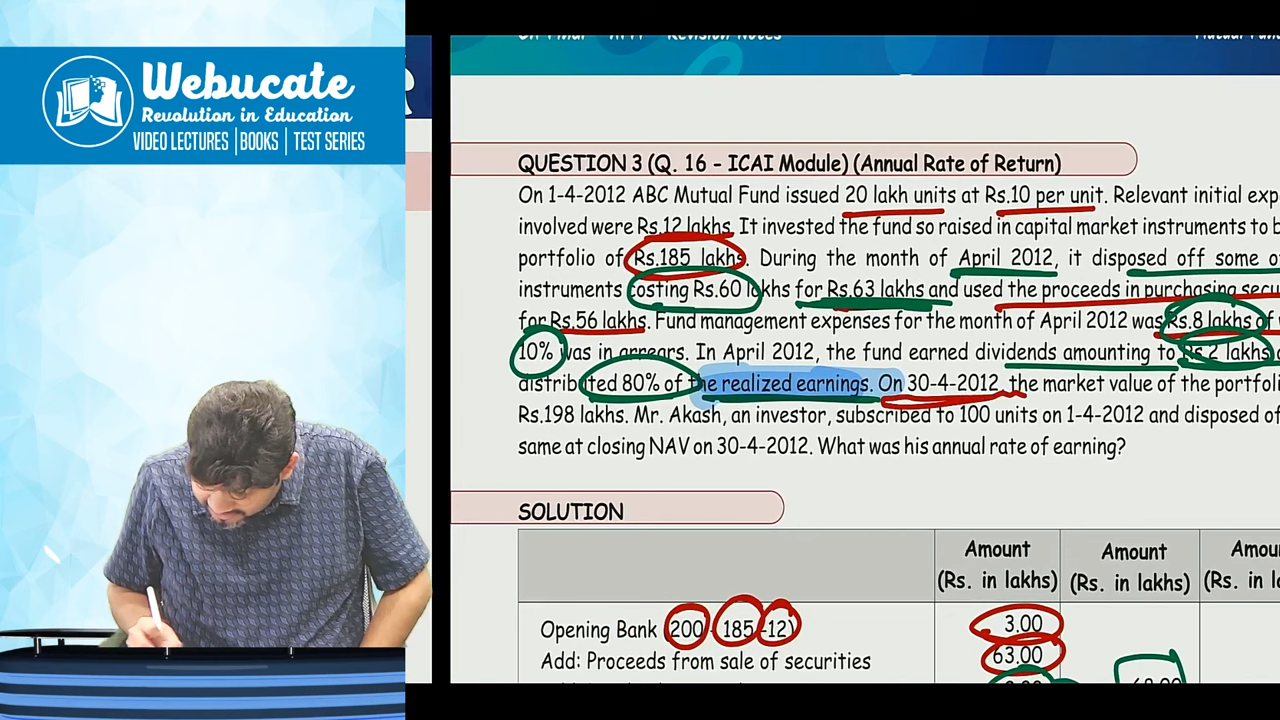 Webucate
Revolution in Education
VIDEO LECTURES | BOOKS | TEST SERIES
Revision Notes
QUESTION 3 (Q. 16 - ICAI Module) (Annual Rate of Return)
On 1-4-2012 ABC Mutual Fund issued 20 lakh units at Rs.10 per unit. Relevant initial exp
involved were Rs.12 lakhs. It invested the fund so raised in capital market instruments to b
portfolio of Rs.185 lakhs. During the month of April 2012, it disposed off some o
instruments costing Rs.60 lakhs for Rs.63 lakhs and used the proceeds in purchasing secu
for Rs.56 lakhs. Fund management expenses for the month of April 2012 was Rs.8 lakhs of
10% was in arrears. In April 2012, the fund earned dividends amounting to Rs.2 lakhs
distributed 80% of the realized earnings. On 30-4-2012, the market value of the portfoli
Rs.198 lakhs. Mr. Akash, an investor, subscribed to 100 units on 1-4-2012 and disposed of
same at closing NAV on 30-4-2012. What was his annual rate of earning?
SOLUTION
Amount Amount Amou
(Rs. in lakhs) (Rs. in lakhs) (Rs. in l
Opening Bank (200 - 185 -12) 3.00
Add: Proceeds from sale of securities 63.00